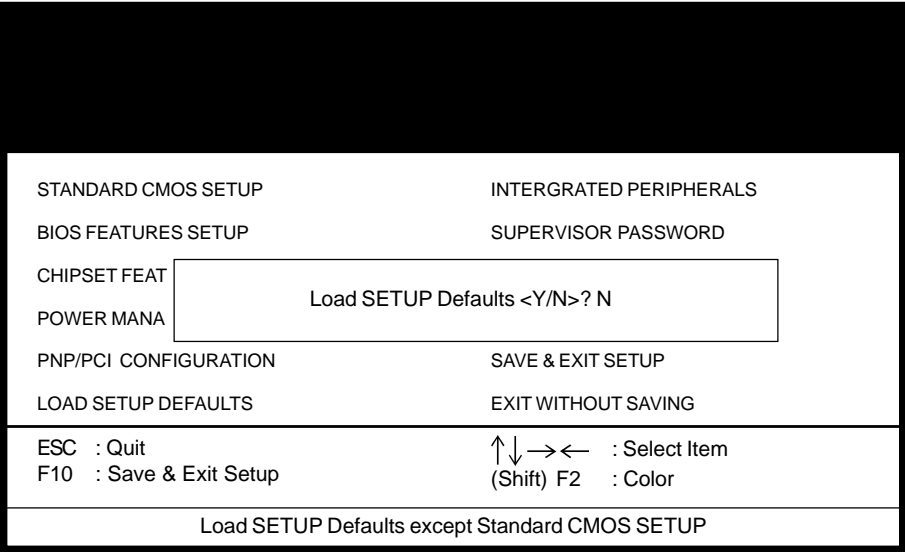 STANDARD CMOS SETUP INTERGRATED PERIPHERALS
BIOS FEATURES SETUP SUPERVISOR PASSWORD
CHIPSET FEAT
Load SETUP Defaults <Y/N>? N
POWER MANA
PNP/PCI CONFIGURATION SAVE & EXIT SETUP
LOAD SETUP DEFAULTS EXIT WITHOUT SAVING
ESC : Quit ↑↓→← : Select Item
F10 : Save & Exit Setup (Shift) F2 : Color
Load SETUP Defaults except Standard CMOS SETUP